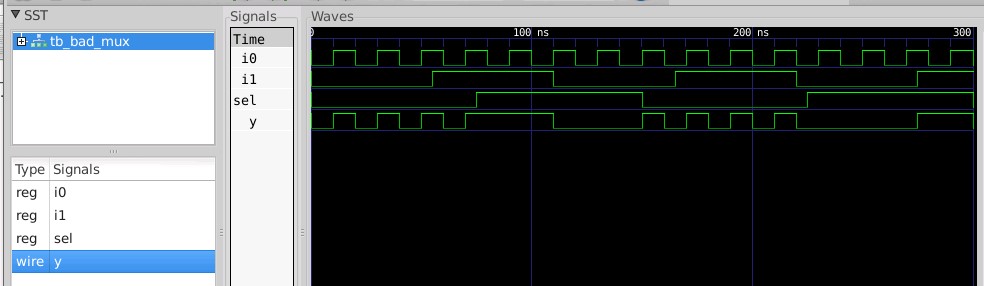 SST
tb_bad_mux
Type Signals
reg i0
reg i1
reg sel
wire y
Signals
Time
i0
i1
sel
y
Waves
0 100 ns 200 ns 300